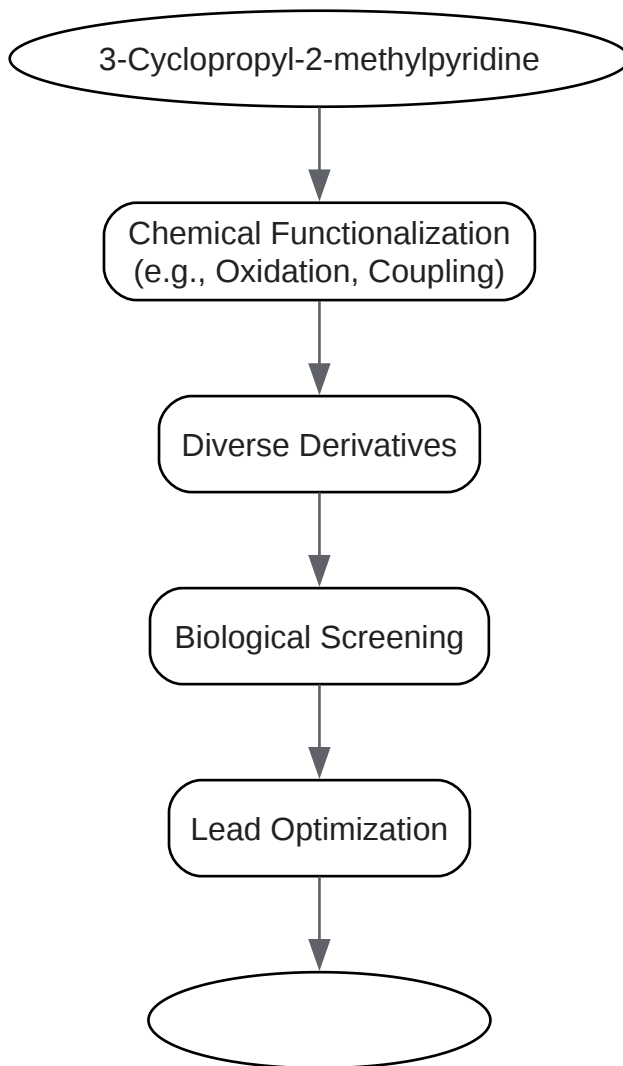 3-Cyclopropyl-2-methylpyridine
Chemical Functionalization
(e.g., Oxidation, Coupling)
Diverse Derivatives
Biological Screening
Lead Optimization